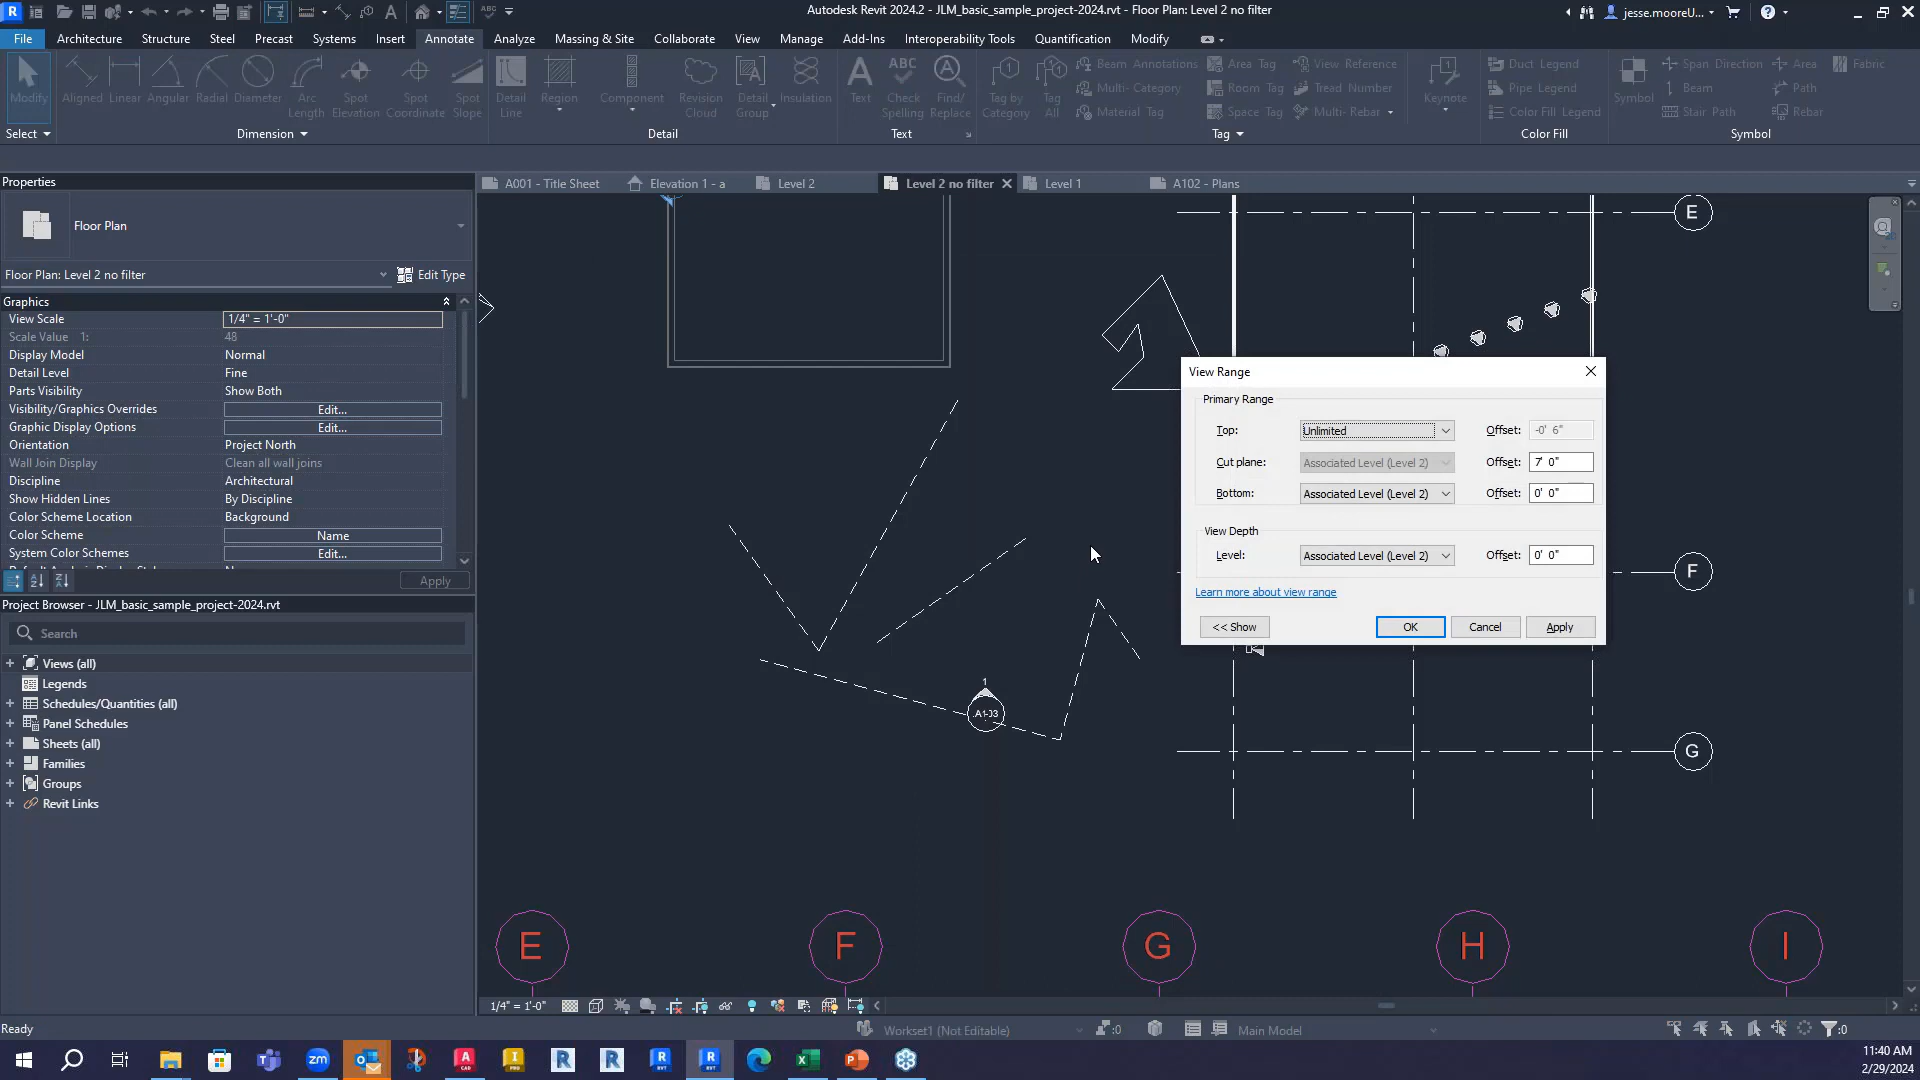 Autodesk Revit 2024.2 - JLM_basic_sample_project-2024.rvt - Floor Plan: Level 2 no filter
jesse.mooreU...
File Architecture Structure Steel Precast Systems Insert Annotate Analyze Massing & Site Collaborate View Manage Add-Ins Interoperability Tools Quantification Modify
Modify Aligned Linear Angular Radial Diameter Arc Length Spot Elevation Spot Coordinate Spot Slope
Detail Line Region Component Revision Cloud Detail Group Insulation
Text Check Spelling Find/ Replace
Tag by Category Tag All Beam Annotations Multi- Category Material Tag Area Tag Room Tag Space Tag View Reference Tread Number Multi- Rebar Keynote
Duct Legend Pipe Legend Color Fill Legend
Symbol Span Direction Beam Stair Path Area Path Rebar Fabric
Select Dimension Detail Text Tag Color Fill Symbol
Properties
A001 - Title Sheet Elevation 1 - a Level 2 Level 2 no filter Level 1 A102 - Plans
Floor Plan
Floor Plan: Level 2 no filter Edit Type
Graphics
View Scale 1/4" = 1'-0"
Scale Value 1: 48
Display Model Normal
Detail Level Fine
Parts Visibility Show Both
Visibility/Graphics Overrides Edit...
Graphic Display Options Edit...
Orientation Project North
Wall Join Display Clean all wall joins
Discipline Architectural
Show Hidden Lines By Discipline
Color Scheme Location Background
Color Scheme Name
System Color Schemes Edit...
Apply
Project Browser - JLM_basic_sample_project-2024.rvt
Search
Views (all)
Legends
Schedules/Quantities (all)
Panel Schedules
Sheets (all)
Families
Groups
Revit Links
E
View Range
Primary Range
Top: Unlimited Offset: -0' 6"
Cut plane: Associated Level (Level 2) Offset: 7' 0"
Bottom: Associated Level (Level 2) Offset: 0' 0"
View Depth
Level: Associated Level (Level 2) Offset: 0' 0"
Learn more about view range
<< Show OK Cancel Apply
F
1
G
E F G H I
1/4" = 1'-0"
Ready
Workset1 (Not Editable) :0 Main Model :0
11:40 AM
2/29/2024